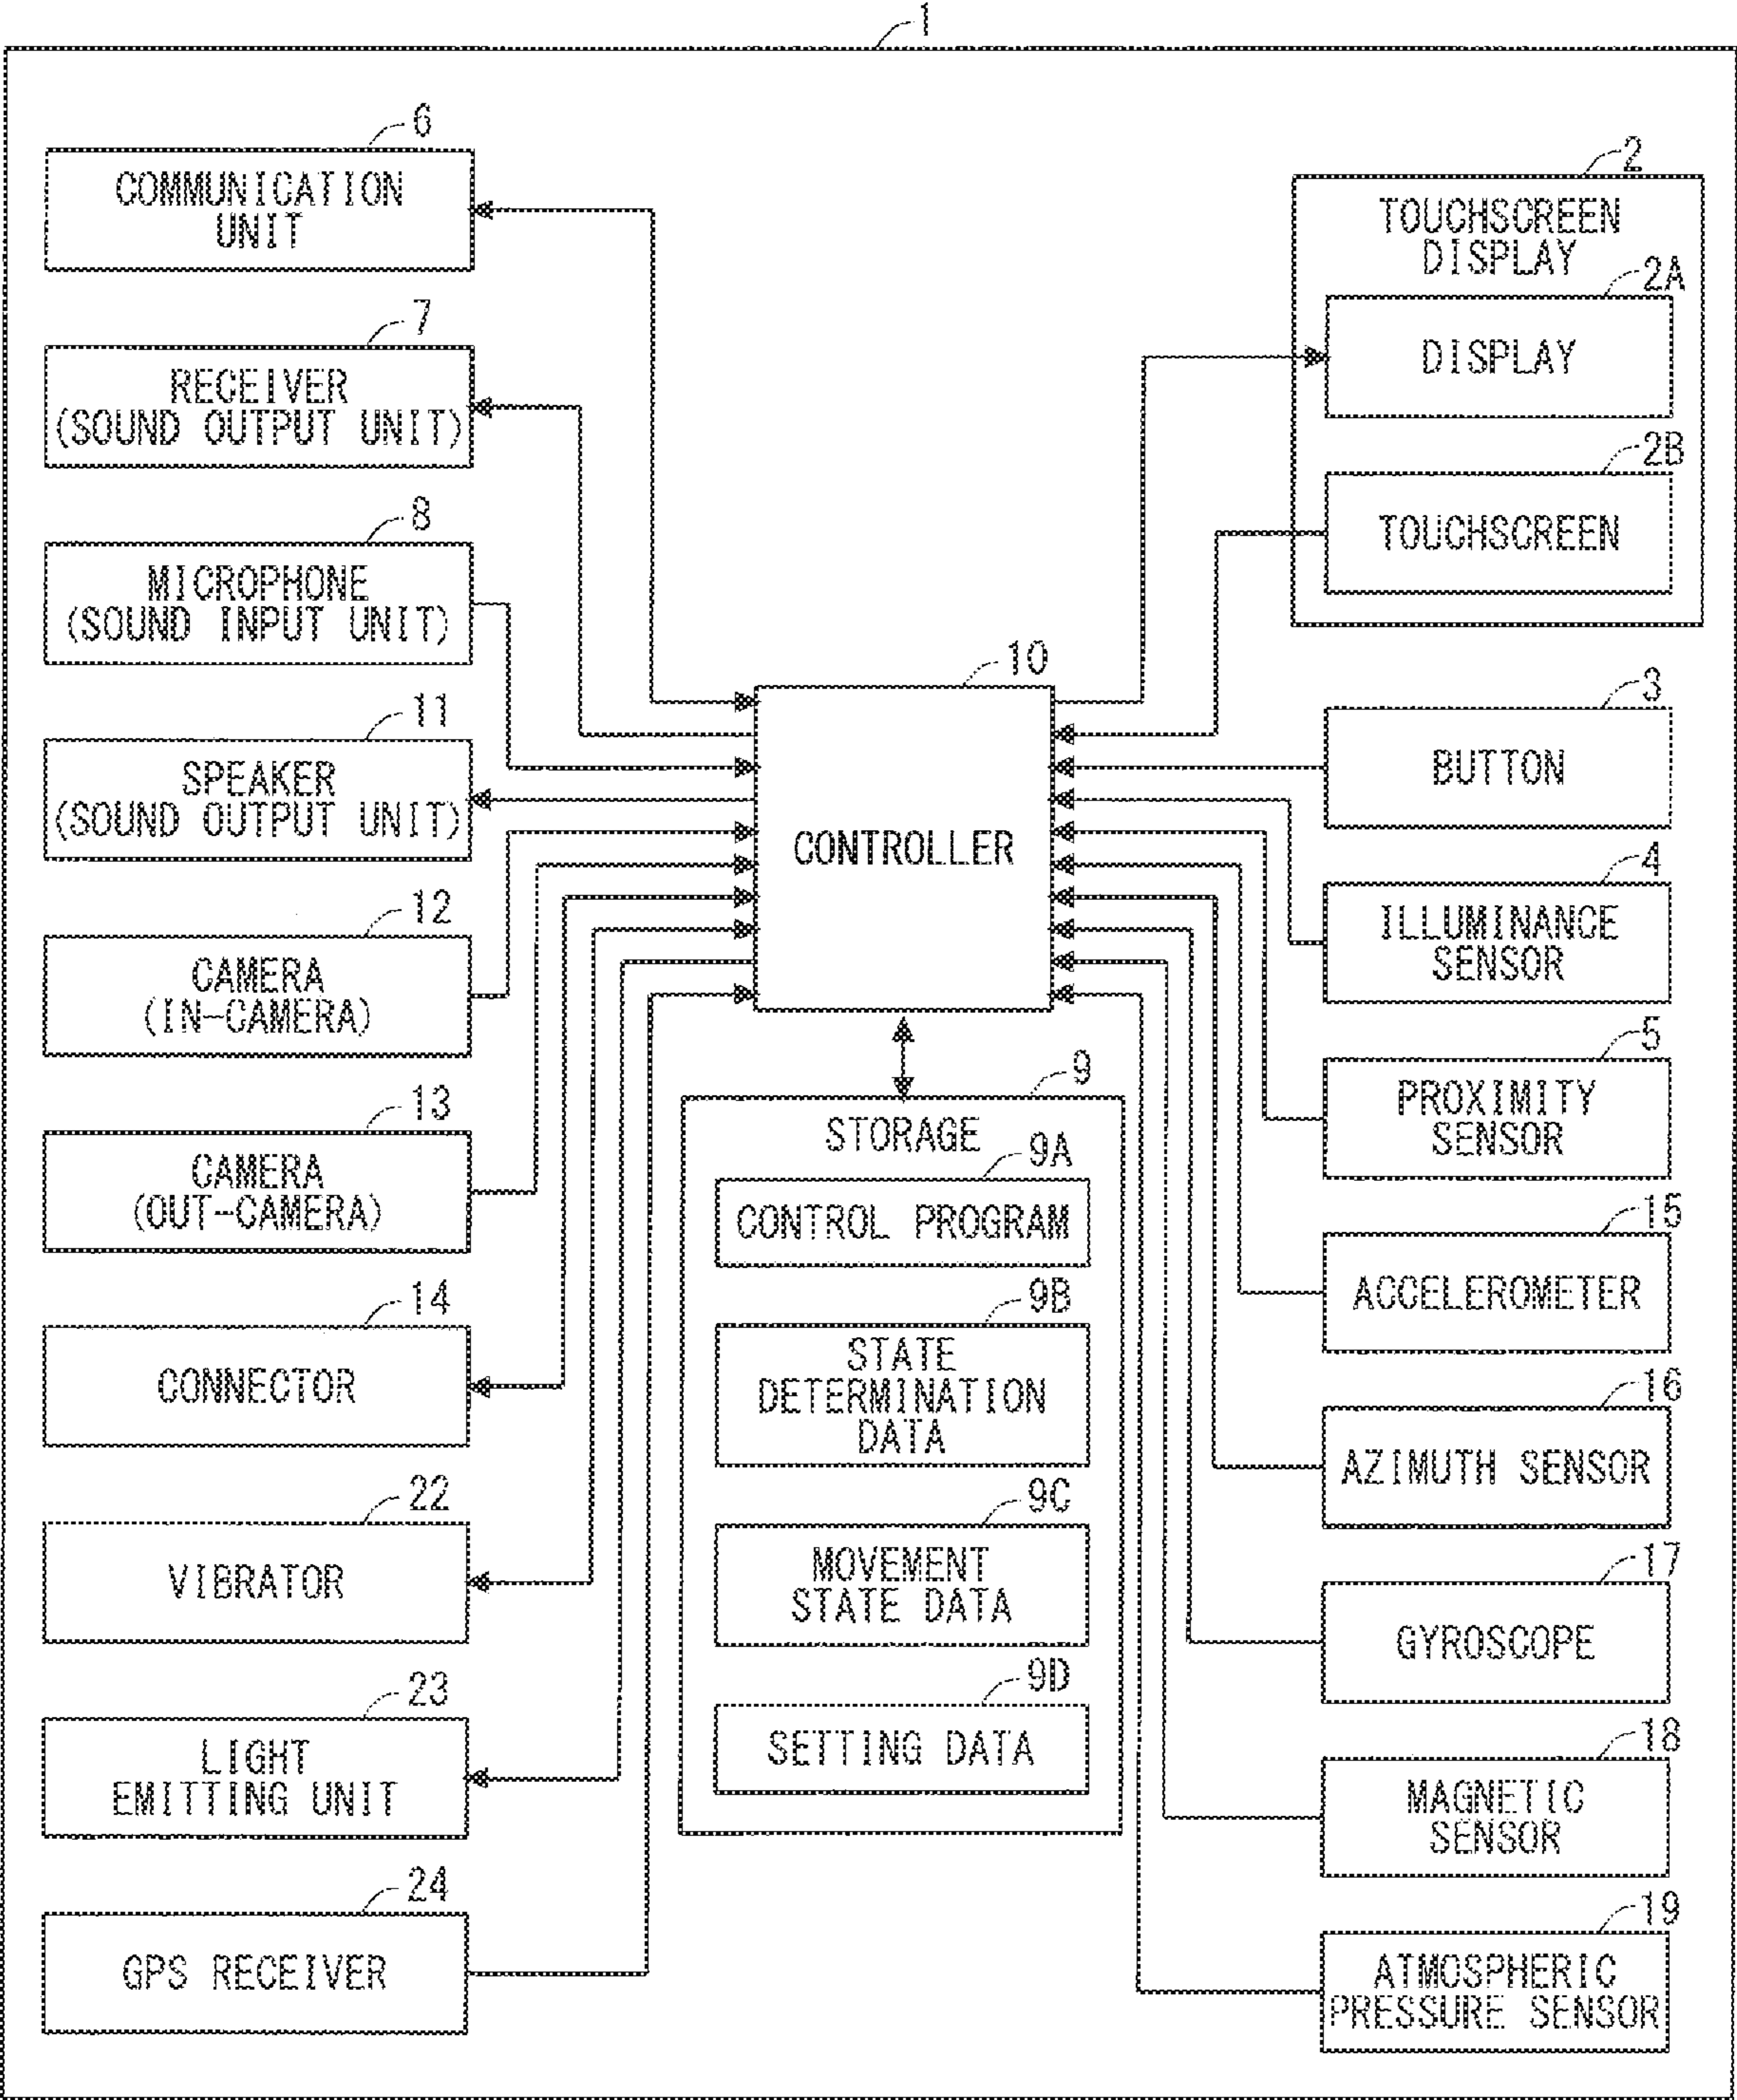 1
6
COMMUNICATION
UNIT
7
RECEIVER
(SOUND OUTPUT UNIT)
8
MICROPHONE
(SOUND INPUT UNIT)
11
SPEAKER
(SOUND OUTPUT UNIT)
12
CAMERA
(IN-CAMERA)
13
CAMERA
(OUT-CAMERA)
14
CONNECTOR
22
VIBRATOR
23
LIGHT
EMITTING UNIT
24
GPS RECEIVER
10
CONTROLLER
9
STORAGE
9A
CONTROL PROGRAM
9B
STATE
DETERMINATION
DATA
9C
MOVEMENT
STATE DATA
9D
SETTING DATA
2
TOUCHSCREEN
DISPLAY
2A
DISPLAY
2B
TOUCHSCREEN
3
BUTTON
4
ILLUMINANCE
SENSOR
5
PROXIMITY
SENSOR
15
ACCELEROMETER
16
AZIMUTH SENSOR
17
GYROSCOPE
18
MAGNETIC
SENSOR
19
ATMOSPHERIC
PRESSURE SENSOR